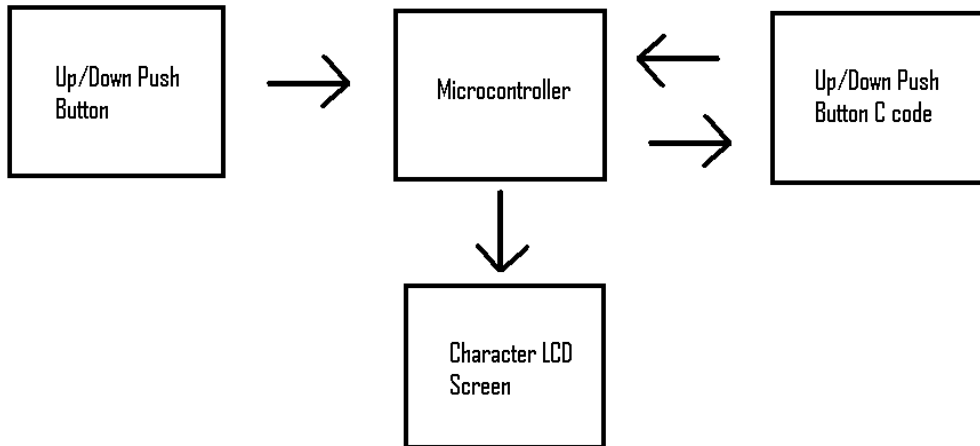 Up/Down Push
Button
Microcontroller
Up/Down Push
Button C code
Character LCD
Screen